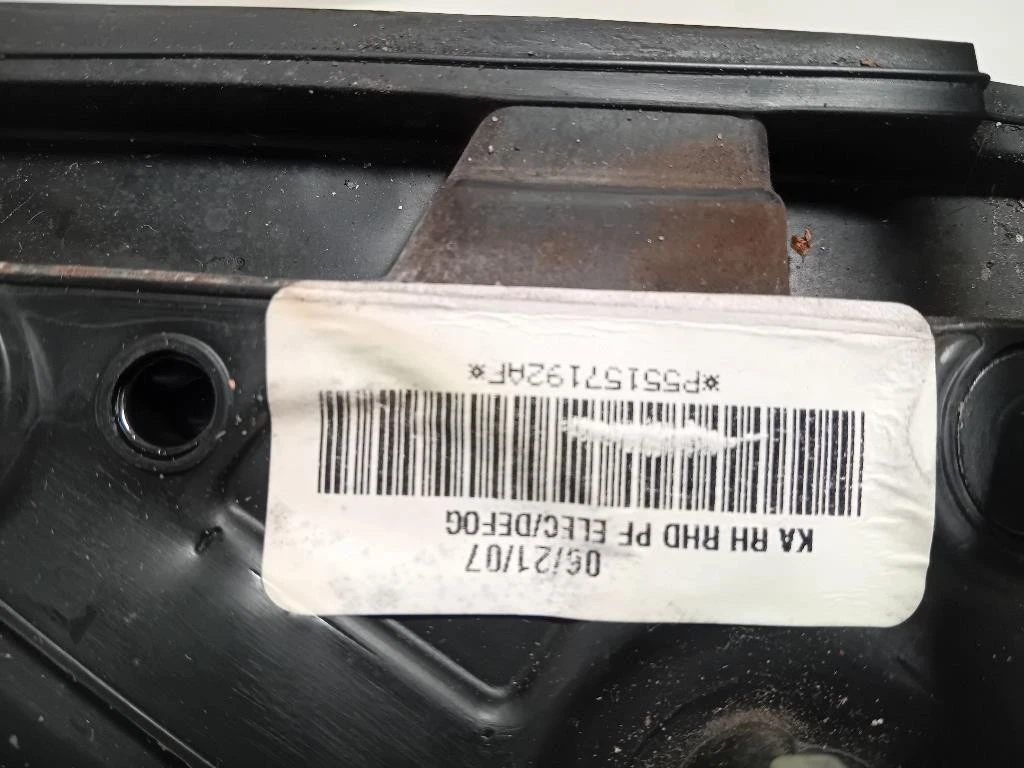 06/21/07
KA RH RHD PF ELEC/DEFOG
*P55157192AF*